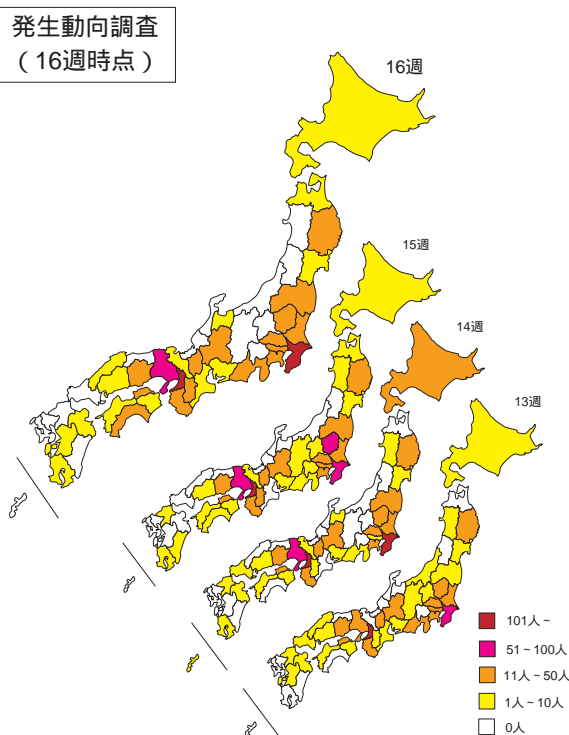 発生動向調査
（16週時点）
16週
15週
14週
13週
101人~
51~100人
11人~50人
1人~10人
0人